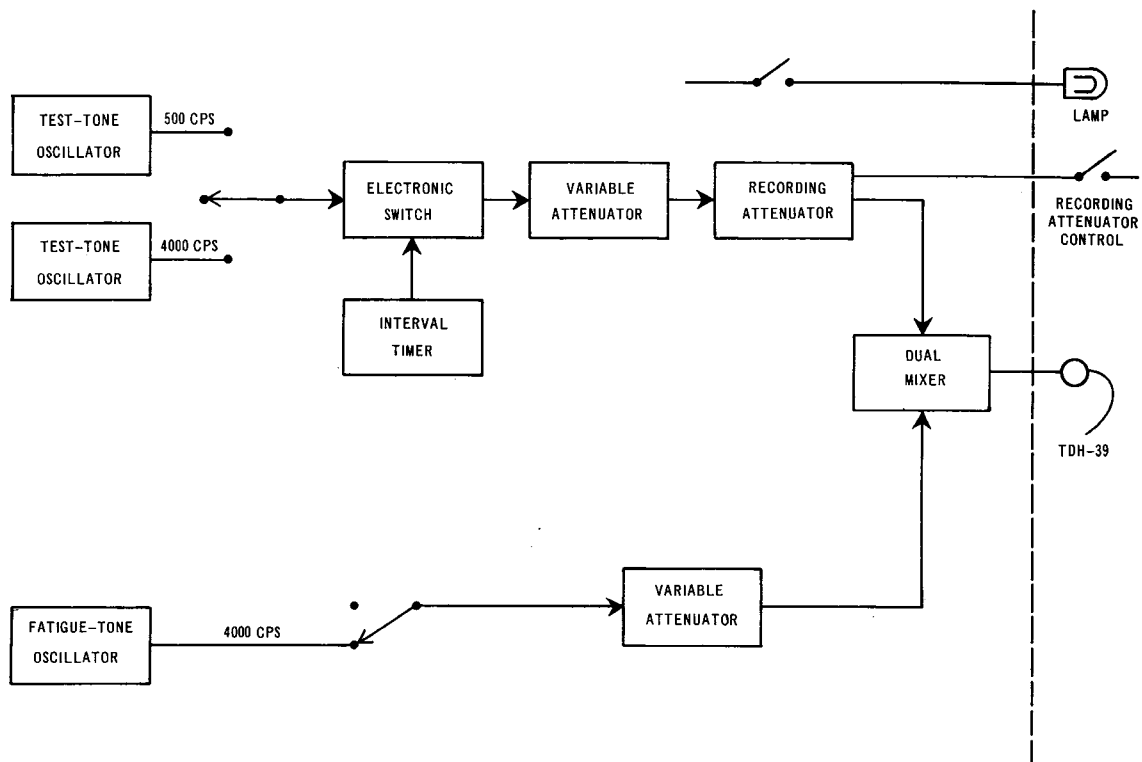 LAMP
TEST-TONE
OSCILLATOR
500 CPS
ELECTRONIC
SWITCH
VARIABLE
ATTENUATOR
RECORDING
ATTENUATOR
RECORDING
ATTENUATOR
CONTROL
TEST-TONE
OSCILLATOR
4000 CPS
INTERVAL
TIMER
DUAL
MIXER
TDH-39
FATIGUE-TONE
OSCILLATOR
4000 CPS
VARIABLE
ATTENUATOR